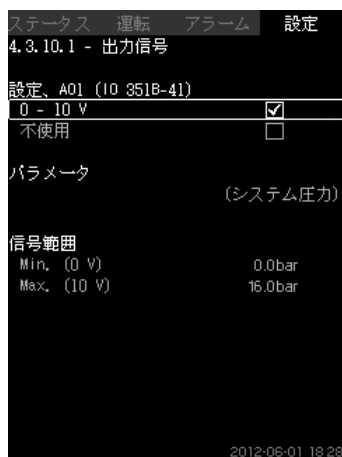 ステータス 運転 アラーム 設定
4.3.10.1 - 出力信号
設定、AO1 (IO 351B-41)
0 - 10 V
不使用
パラメータ
(システム圧力)
信号範囲
Min. (0 V) 0.0bar
Max. (10 V) 16.0bar
2012-06-01 18:28